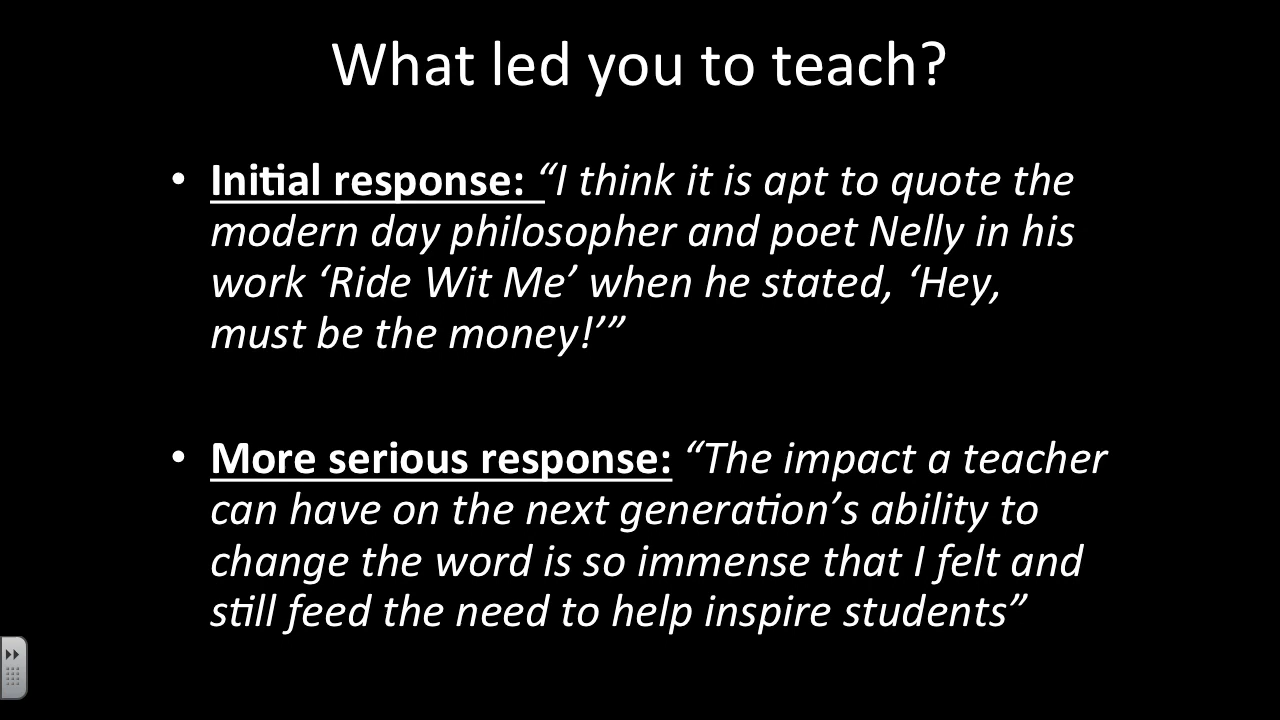 What led you to teach?
• Initial response: “I think it is apt to quote the
modern day philosopher and poet Nelly in his
work ‘Ride Wit Me’ when he stated, ‘Hey,
must be the money!’”
• More serious response: “The impact a teacher
can have on the next generation’s ability to
change the word is so immense that I felt and
still feed the need to help inspire students”